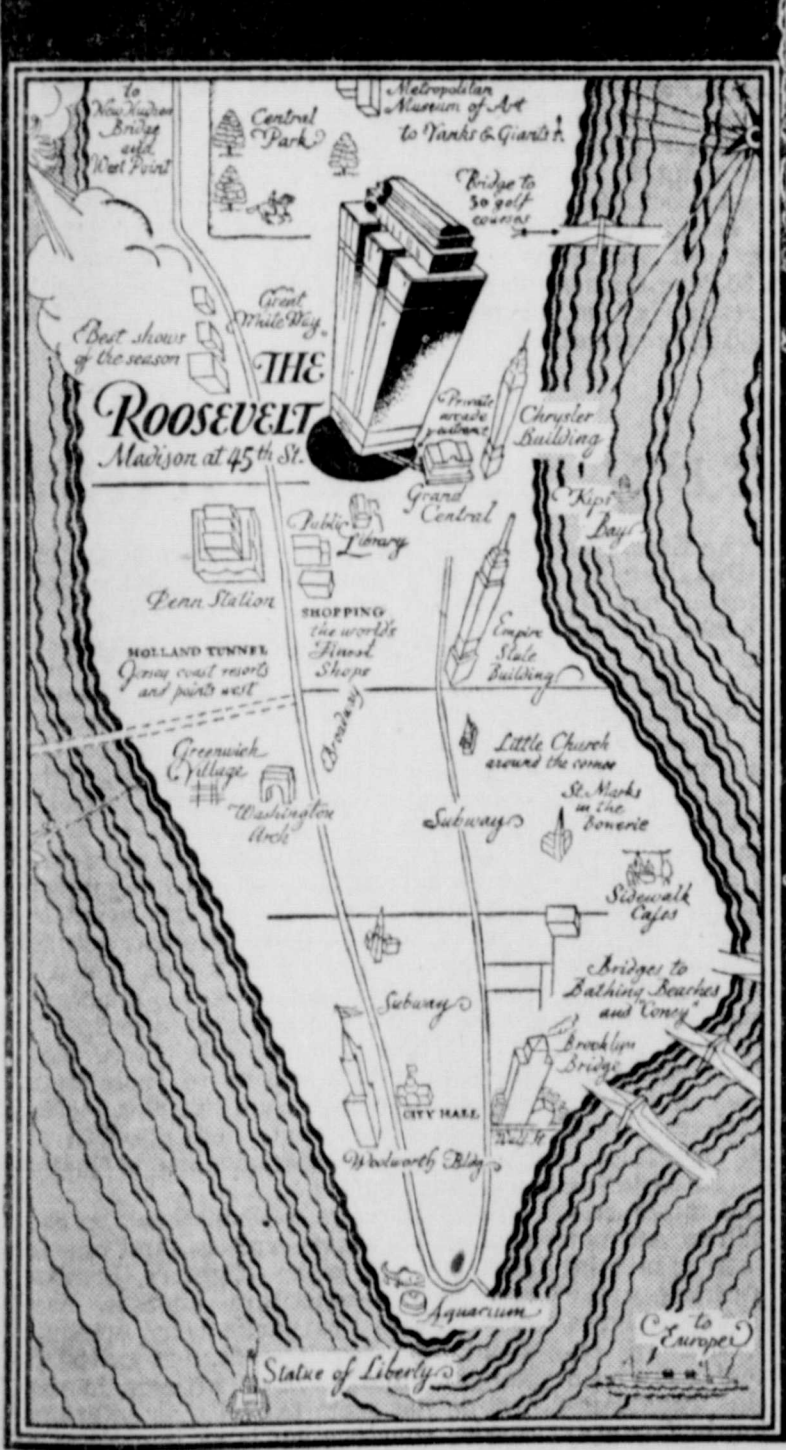 to
New Hudson
Bridge
and
West Point
Central
Park
Metropolitan
Museum of Art
to Yanks & Giants
Bridge to
30 golf
courses
Great
White Way
Best shows
of the season
THE
ROOSEVELT
Madison at 45th St.
Private
arcade
entrance
Chrysler
Building
Grand
Central
Kips
Bay
Public
Library
Penn Station
SHOPPING
the world's
Finest
Shops
Empire
State
Building
HOLLAND TUNNEL
Jersey coast resorts
and points west
Broadway
Greenwich
Village
Washington
Arch
Little Church
around the corner
St. Marks
in the
Bowerie
Subway
Sidewalk
Cafes
Bridges to
Bathing Beaches
and "Coney"
Subway
Brooklyn
Bridge
CITY HALL
Wall St.
Woolworth Bldg.
Aquarium
to
Europe
Statue of Liberty